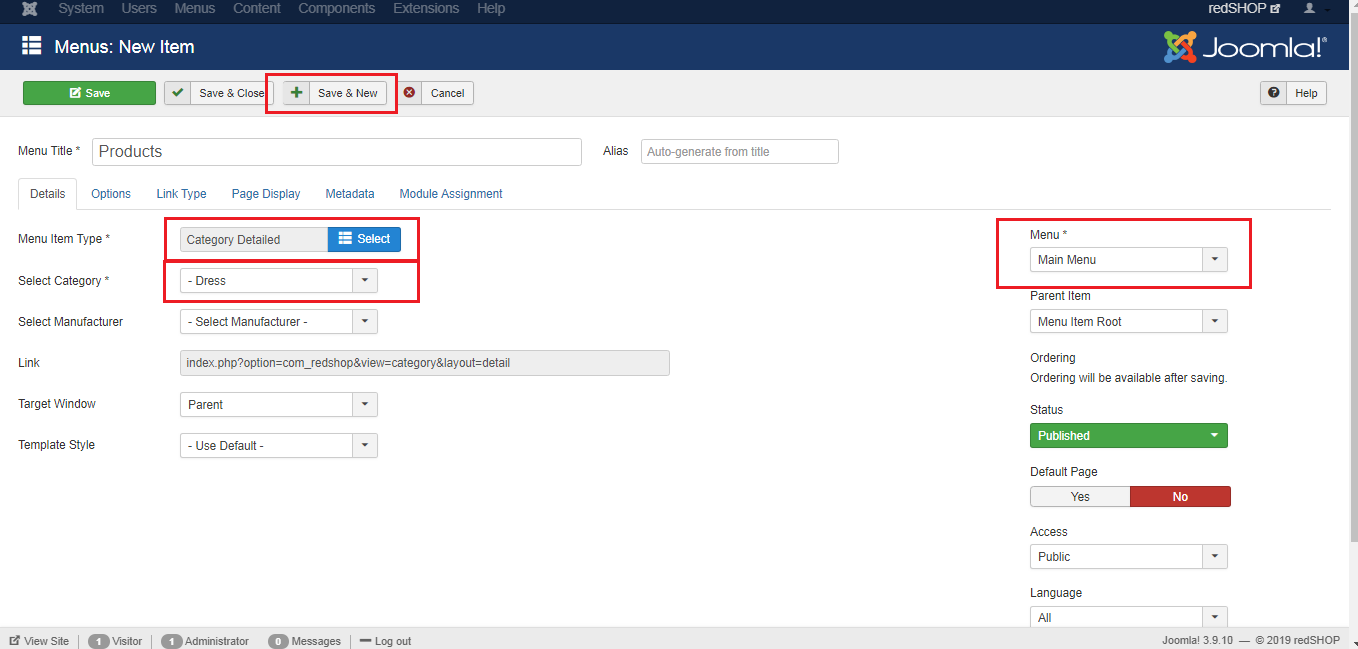 System Users Menus Content Components Extensions Help redSHOP
Menus: New Item Joomla!®
Save Save & Close Save & New Cancel ? Help
Menu Title * Products Alias Auto-generate from title
Details Options Link Type Page Display Metadata Module Assignment
Menu Item Type * Category Detailed Select
Menu *
Main Menu
Select Category * - Dress
Parent Item
Select Manufacturer - Select Manufacturer - Menu Item Root
Link index.php?option=com_redshop&view=category&layout=detail
Ordering
Ordering will be available after saving.
Target Window Parent
Status
Published
Template Style - Use Default -
Default Page
Yes No
Access
Public
Language
All
View Site 1 Visitor 1 Administrator 0 Messages Log out Joomla! 3.9.10 — © 2019 redSHOP